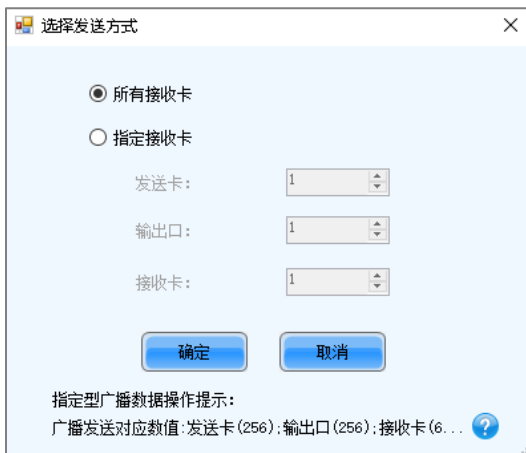 选择发送方式
所有接收卡
指定接收卡
发送卡: 1
输出口: 1
接收卡: 1
确定 取消
指定型广播数据操作提示:
广播发送对应数值:发送卡(256);输出口(256);接收卡(6...